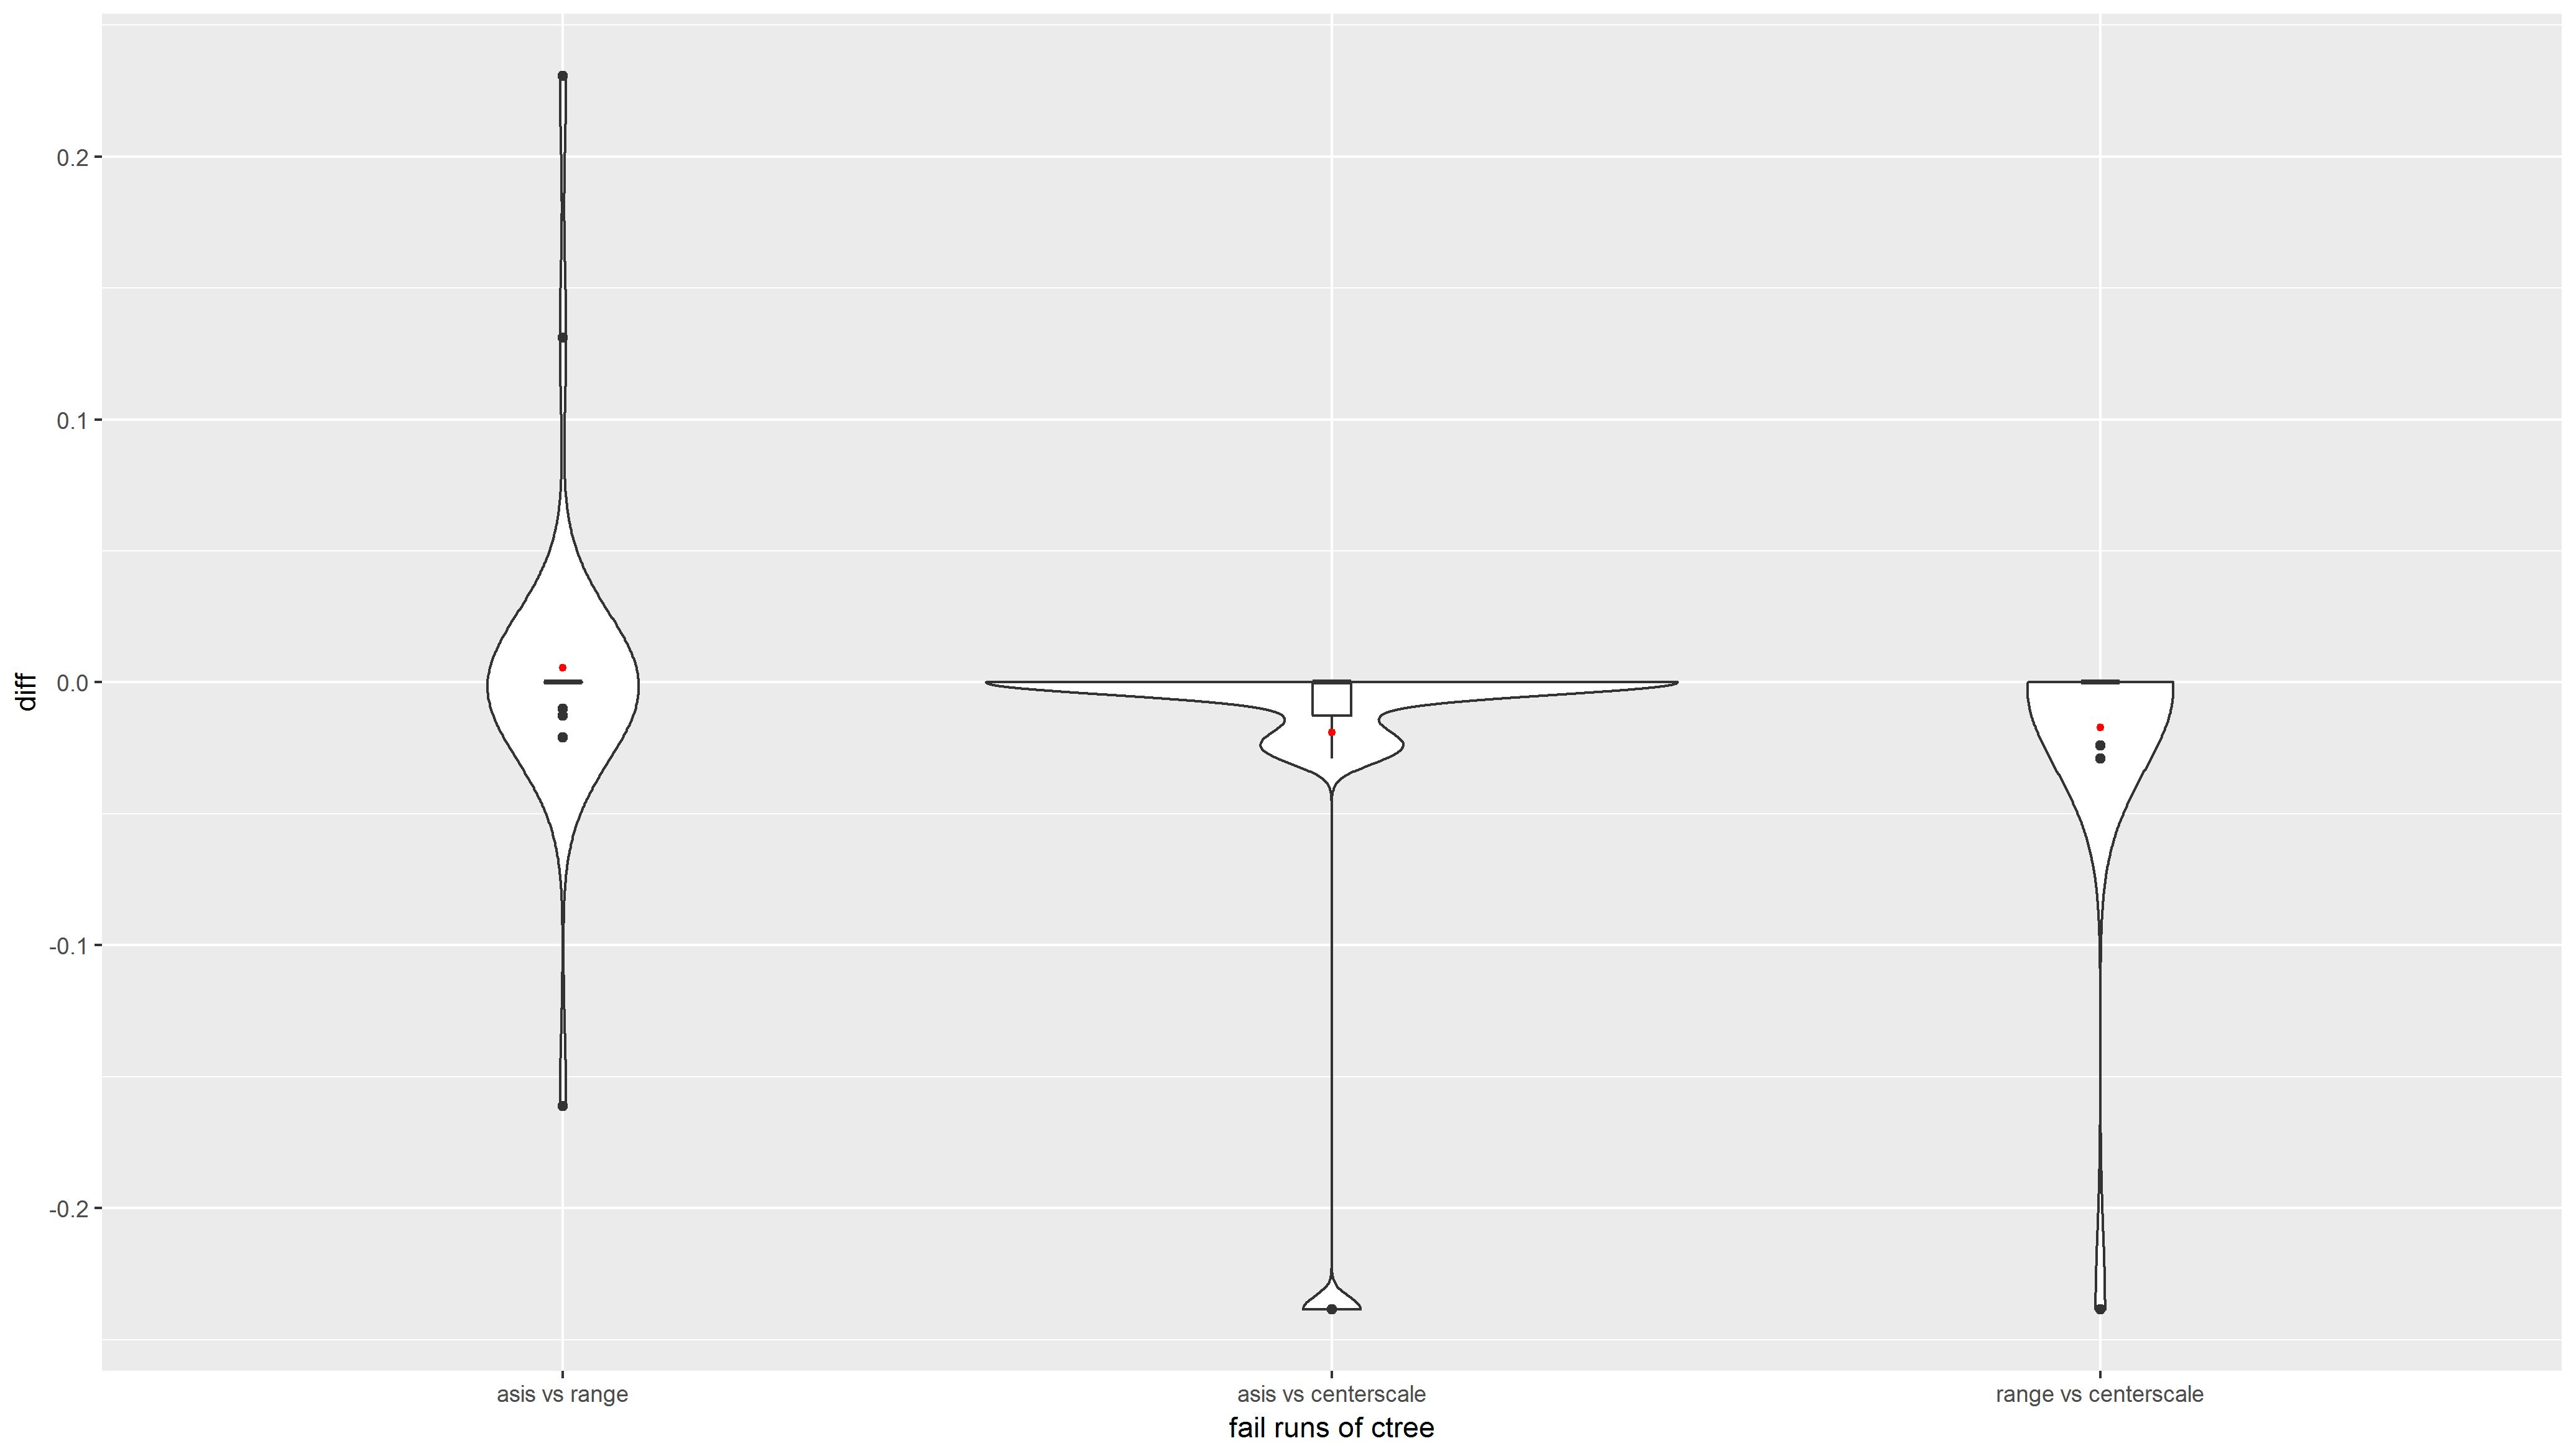 diff
0.2
0.1
0.0
-0.1
-0.2
asis vs range
asis vs centerscale
range vs centerscale
fail runs of ctree